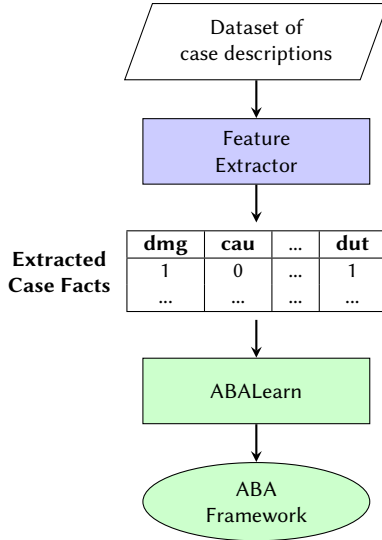 Dataset of
case descriptions
Feature
Extractor
Extracted
Case Facts
dmg cau ... dut
1 0 ... 1
... ... ... ...
ABALearn
ABA
Framework